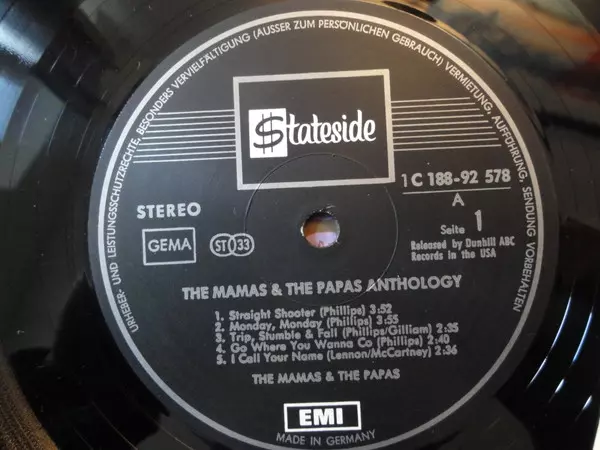 URHEBER- UND LEISTUNGSSCHUTZRECHTE, BESONDERS VERVIELFÄLTIGUNG (AUSSER ZUM PERSÖNLICHEN GEBRAUCH) VERMIETUNG, AUFFÜHRUNG, SENDUNG VORBEHALTEN
$tateside
1 C 188-92 578
A
STEREO
Seite 1
GEMA
ST 33
Released by Dunhill ABC
Records in the USA
THE MAMAS & THE PAPAS ANTHOLOGY
1. Straight Shooter (Phillips) 3:52
2. Monday, Monday (Phillips) 3:55
3. Trip, Stumble & Fall (Phillips/Gilliam) 2:35
4. Go Where You Wanna Co (Phillips) 2:40
5. I Call Your Name (Lennon/McCartney) 2:36
THE MAMAS & THE PAPAS
EMI
MADE IN GERMANY